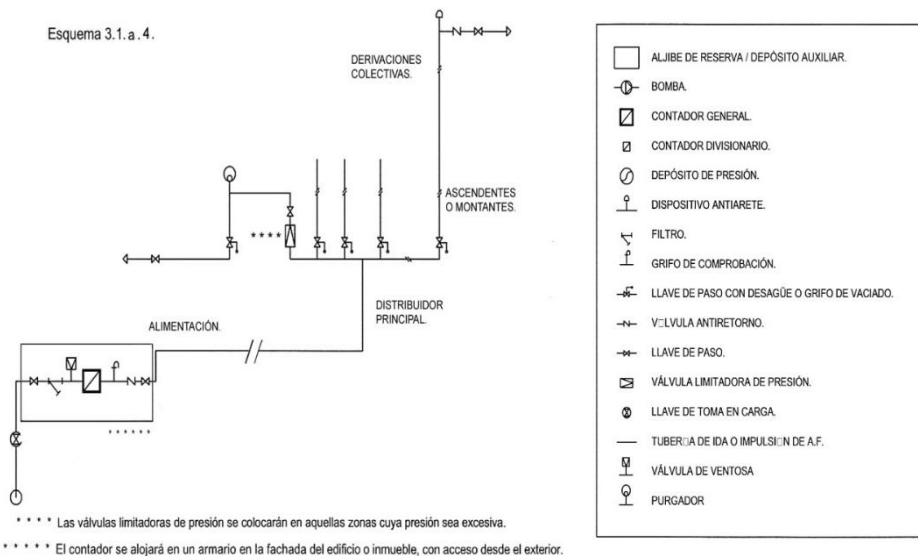 Esquema 3.1.a.4.
DERIVACIONES
COLECTIVAS.
ASCENDENTES
O MONTANTES.
* * * *
DISTRIBUIDOR
PRINCIPAL.
ALIMENTACIÓN.
* * * * * *
* * * * Las válvulas limitadoras de presión se colocarán en aquellas zonas cuya presión sea excesiva.
* * * * * El contador se alojará en un armario en la fachada del edificio o inmueble, con acceso desde el exterior.
ALJIBE DE RESERVA / DEPÓSITO AUXILIAR.
BOMBA.
CONTADOR GENERAL.
CONTADOR DIVISIONARIO.
DEPÓSITO DE PRESIÓN.
DISPOSITIVO ANTIARETE.
FILTRO.
GRIFO DE COMPROBACIÓN.
LLAVE DE PASO CON DESAGÜE O GRIFO DE VACIADO.
V□LVULA ANTIRETORNO.
LLAVE DE PASO.
VÁLVULA LIMITADORA DE PRESIÓN.
LLAVE DE TOMA EN CARGA.
TUBER□A DE IDA O IMPULSI□N DE A.F.
VÁLVULA DE VENTOSA
PURGADOR